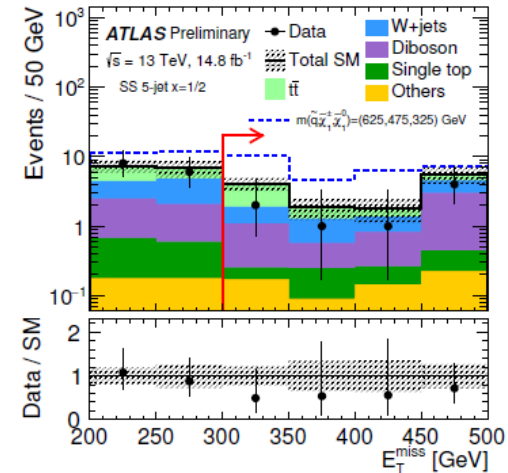 ATLAS Preliminary
√s = 13 TeV, 14.8 fb⁻¹
SS 5-jet x=1/2
Data
Total SM
tt̄
W+jets
Diboson
Single top
Others
m(q̃,χ̃₁±,χ̃₁⁰)=(625,475,325) GeV
Events / 50 GeV
10³
10²
10
1
10⁻¹
Data / SM
2
1
0
200 250 300 350 400 450 500
E_T^miss [GeV]